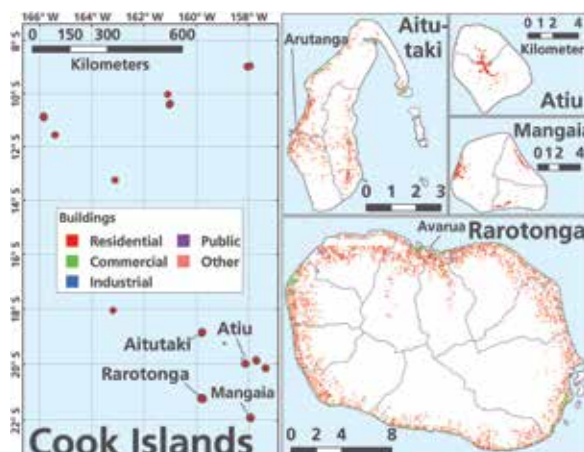 166° W 164° W 162° W 160° W 158° W
8° S
10° S
12° S
14° S
16° S
18° S
20° S
22° S
0 150 300 600
Kilometers
Buildings
Residential
Commercial
Industrial
Public
Other
Aitutaki
Atiu
Rarotonga
Mangaia
Cook Islands
Aitu-
taki
Arutanga
0 1 2 3
0 1 2 4
Kilometer
Atiu
Mangaia
0 1 2 4
Rarotonga
Avarua
0 2 4 8